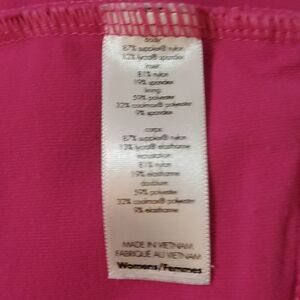 body:
87% supplex® nylon
13% lycra® spandex
inset:
81% nylon
19% spandex
lining:
59% polyester
32% coolmax® polyester
9% spandex
corps:
87% supplex® nylon
13% lycra® elasthanne
incrustation:
81% nylon
19% elasthanne
doublure:
59% polyester
32% coolmax® polyester
9% elasthanne
MADE IN VIETNAM
FABRIQUÉ AU VIETNAM
Womens/Femmes